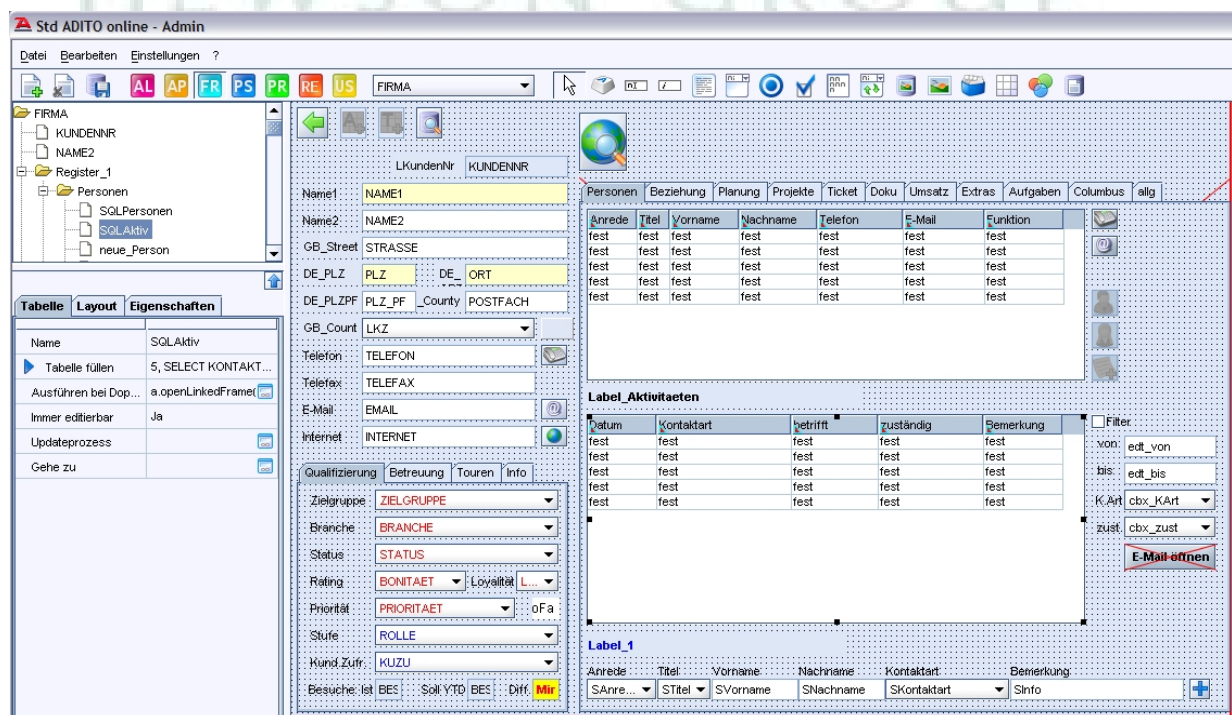 Std ADITO online - Admin
Datei Bearbeiten Einstellungen ?
AL AP FR PS PR RE US FIRMA
FIRMA
KUNDENNR
NAME2
Register_1
Personen
SQLPersonen
SQLAktiv
neue_Person
Tabelle Layout Eigenschaften
Name SQLAktiv
Tabelle füllen 5, SELECT KONTAKT...
Ausführen bei Dop... a.openLinkedFrame(
Immer editierbar Ja
Updateprozess
Gehe zu
LKundenNr KUNDENNR
Name1 NAME1
Name2 NAME2
GB_Street STRASSE
DE_PLZ PLZ DE_ ORT
DE_PLZPF PLZ_PF _County POSTFACH
GB_Count LKZ
Telefon TELEFON
Telefax TELEFAX
E-Mail EMAIL
Internet INTERNET
Qualifizierung Betreuung Touren Info
Zielgruppe ZIELGRUPPE
Branche BRANCHE
Status STATUS
Rating BONITAET Loyalität L...
Priorität PRIORITAET oFa
Stufe ROLLE
Kund.Zufr. KUZU
Besuche: Ist BES Soll YTD BES Diff. Mir
Personen Beziehung Planung Projekte Ticket Doku Umsatz Extras Aufgaben Columbus allg
Anrede Titel Vorname Nachname Telefon E-Mail Funktion
fest fest fest fest fest fest fest
fest fest fest fest fest fest fest
fest fest fest fest fest fest fest
fest fest fest fest fest fest fest
fest fest fest fest fest fest fest
Label_Aktivitaeten
Datum Kontaktart betrifft zuständig Bemerkung
fest fest fest fest fest
fest fest fest fest fest
fest fest fest fest fest
fest fest fest fest fest
fest fest fest fest fest
Filter
von: edt_von
bis: edt_bis
K.Art cbx_KArt
zust. cbx_zust
E-Mail öffnen
Label_1
Anrede Titel Vorname Nachname Kontaktart Bemerkung
SAnre... STitel SVorname SNachname SKontaktart SInfo